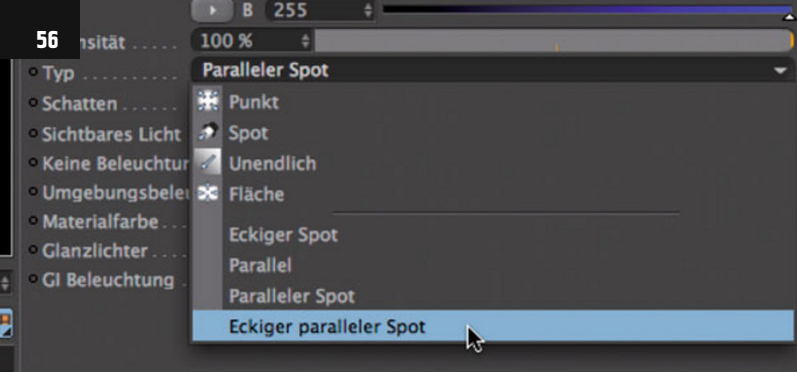 B 255
56
nsität ..... 100 %
Typ .......... Paralleler Spot
Schatten ...... Punkt
Sichtbares Licht Spot
Keine Beleuchtun Unendlich
Umgebungsbeleu Fläche
Materialfarbe ...
Eckiger Spot
Glanzlichter ....
Parallel
GI Beleuchtung .
Paralleler Spot
Eckiger paralleler Spot